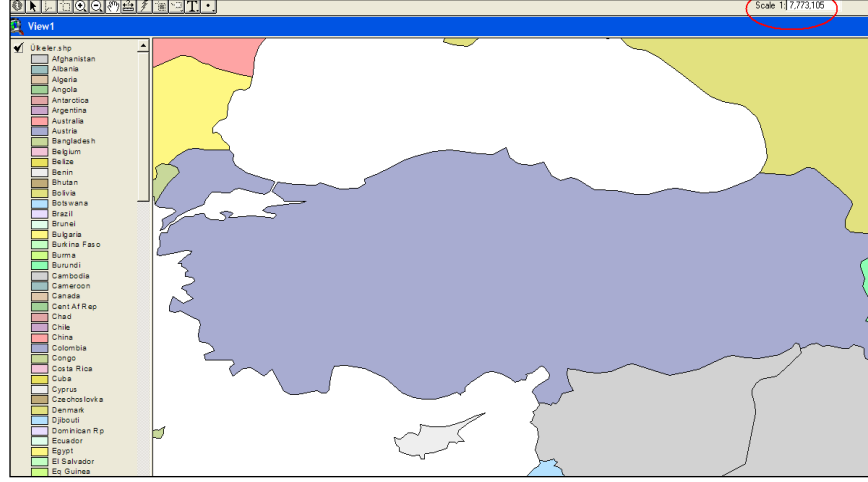 Scale 1: 7,773,105
View1
Ülkeler.shp
Afghanistan
Albania
Algeria
Angola
Antarctica
Argentina
Australia
Austria
Bangladesh
Belgium
Belize
Benin
Bhutan
Bolivia
Botswana
Brazil
Brunei
Bulgaria
Burkina Faso
Burma
Burundi
Cambodia
Cameroon
Canada
Cent Af Rep
Chad
Chile
China
Colombia
Congo
Costa Rica
Cuba
Cyprus
Czechoslovka
Denmark
Djibouti
Dominican Rp
Ecuador
Egypt
El Salvador
Eq Guinea